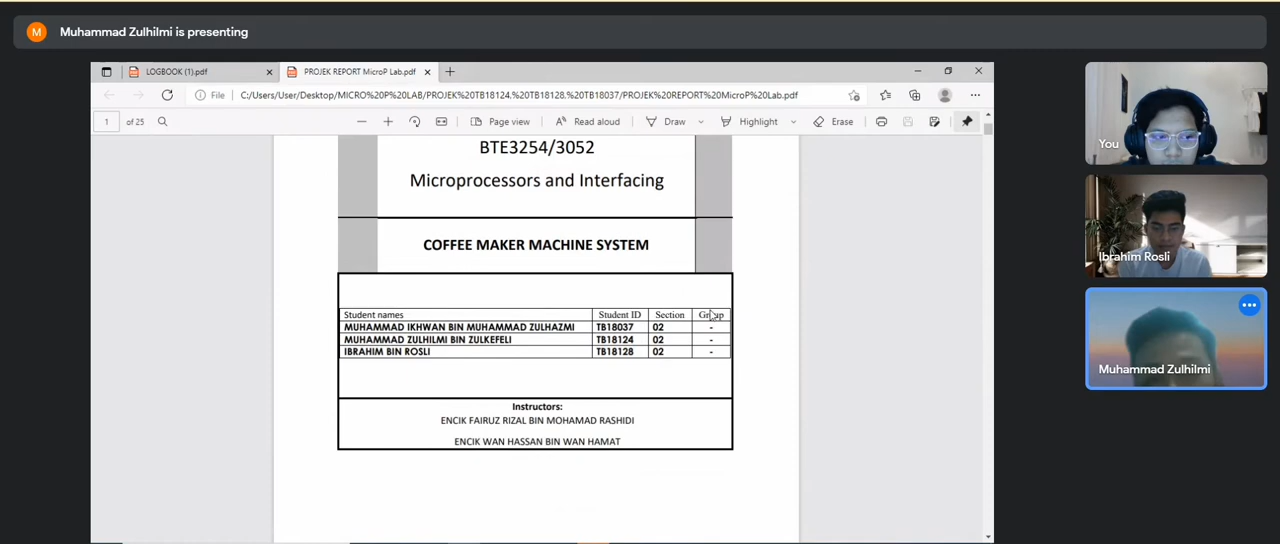 M Muhammad Zulhilmi is presenting
LOGBOOK (1).pdf
PROJEK REPORT MicroP Lab.pdf
File
C:/Users/User/Desktop/MICRO%20P%20LAB/PROJEK%20TB18124.%20TB18128.%20TB18037/PROJEK%20REPORT%20MicroP%20Lab.pdf
1 of 25
Page view
Read aloud
Draw
Highlight
Erase
BTE3254/3052
Microprocessors and Interfacing
COFFEE MAKER MACHINE SYSTEM
Student names Student ID Section Group
MUHAMMAD IKHWAN BIN MUHAMMAD ZULHAZMI TB18037 02 -
MUHAMMAD ZULHILMI BIN ZULKEFELI TB18124 02 -
IBRAHIM BIN ROSLI TB18128 02 -
Instructors:
ENCIK FAIRUZ RIZAL BIN MOHAMAD RASHIDI
ENCIK WAN HASSAN BIN WAN HAMAT
You
Ibrahim Rosli
Muhammad Zulhilmi